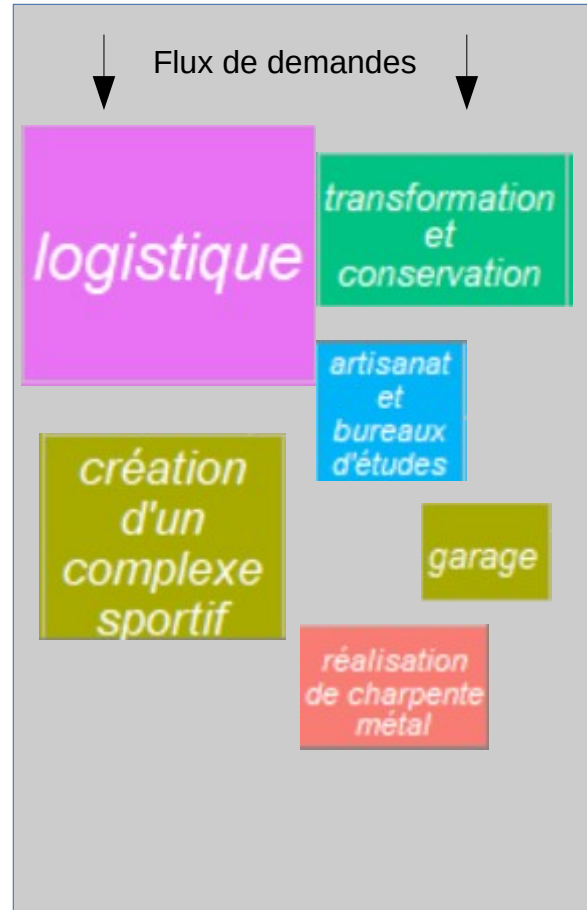 Flux de demandes
logistique
transformation
et
conservation
artisanat
et
bureaux
d'études
création
d'un
complexe
sportif
garage
réalisation
de charpente
métal